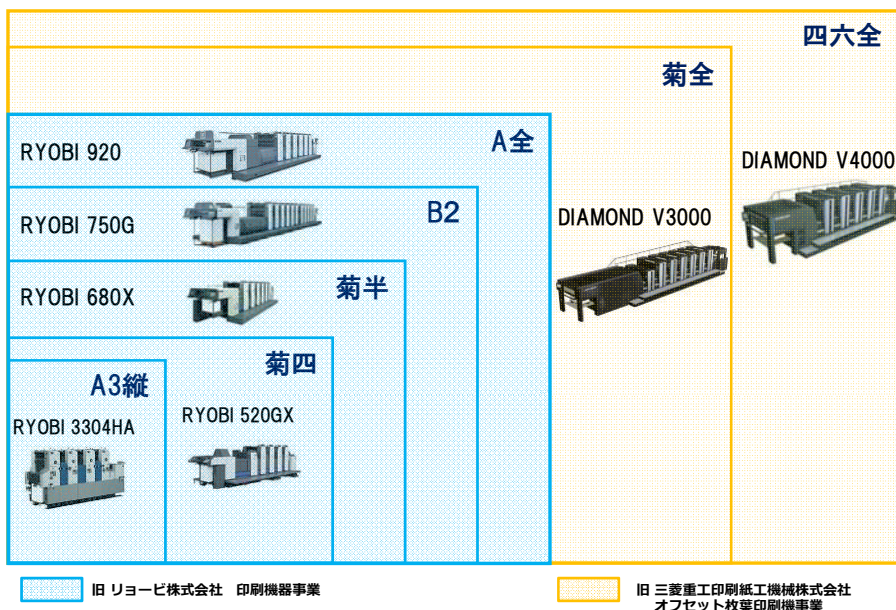 四六全
菊全
A全
RYOBI 920
DIAMOND V4000
B2
RYOBI 750G
DIAMOND V3000
菊半
RYOBI 680X
菊四
A3縦
RYOBI 520GX
RYOBI 3304HA
旧 リョービ株式会社 印刷機器事業
旧 三菱重工印刷紙工機械株式会社
オフセット枚葉印刷機事業